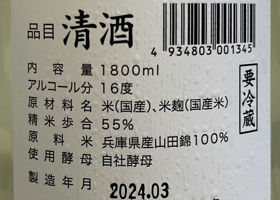 品目 清酒
4934803001345
要冷蔵
内容量 1800ml
アルコール分 16度
原材料名 米(国産)、米麹(国産米)
精米歩合 55%
原料米 兵庫県産山田錦100%
使用酵母 自社酵母
製造年月 2024.03